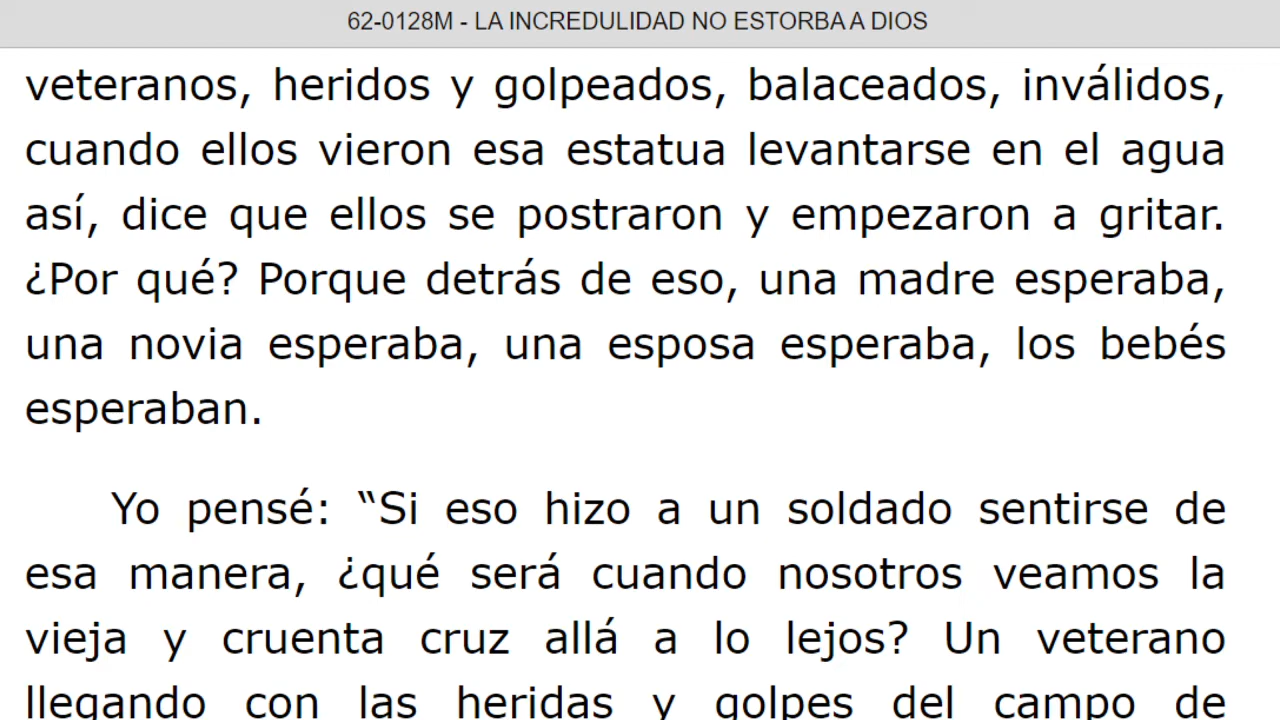 62-0128M - LA INCREDULIDAD NO ESTORBA A DIOS
veteranos, heridos y golpeados, balaceados, inválidos,
cuando ellos vieron esa estatua levantarse en el agua
así, dice que ellos se postraron y empezaron a gritar.
¿Por qué? Porque detrás de eso, una madre esperaba,
una novia esperaba, una esposa esperaba, los bebés
esperaban.
Yo pensé: “Si eso hizo a un soldado sentirse de
esa manera, ¿qué será cuando nosotros veamos la
vieja y cruenta cruz allá a lo lejos? Un veterano
llegando con las heridas y golpes del campo de